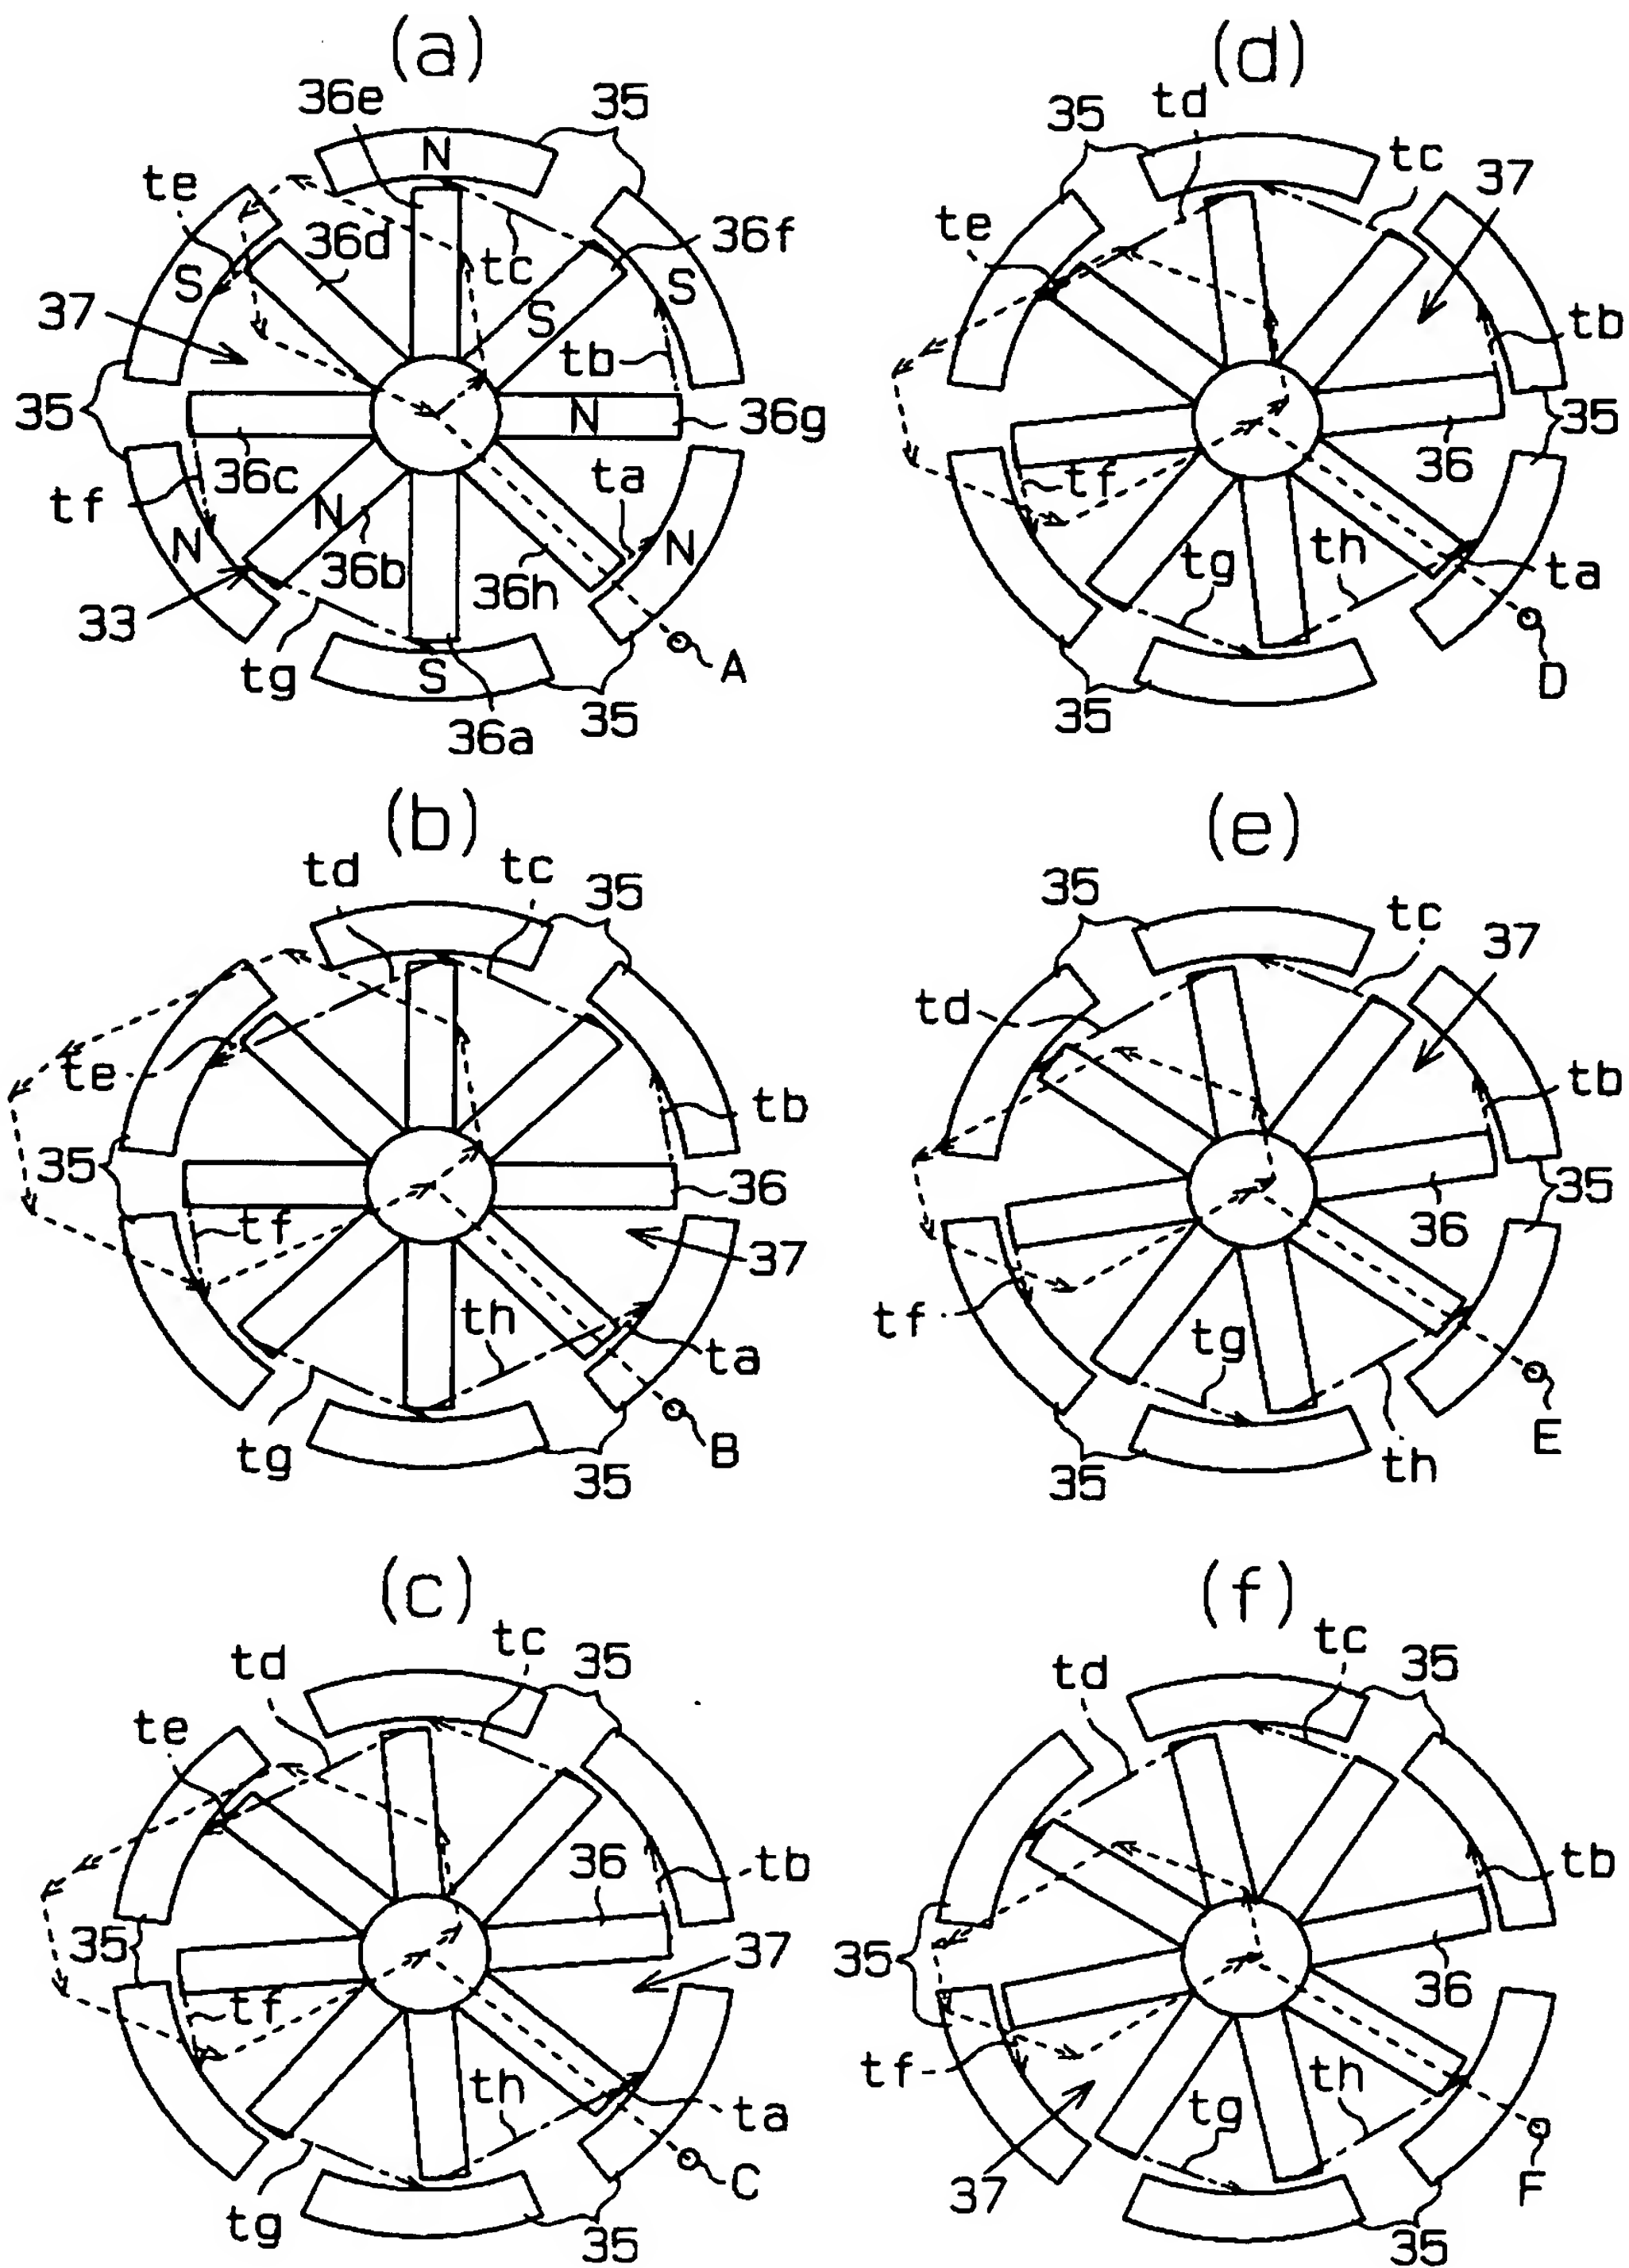 (a)
36e
35
N
te
36d
tc
36f
S
S
S
37
tb
35
N
36g
36c
ta
tf
N
N
N
36b
36h
33
tg
S
A
36a
35
(d)
35
td
tc
37
te
tb
35
36
tf
tg
th
ta
D
35
(b)
td
tc
35
te
tb
35
36
tf
37
th
ta
tg
B
35
(e)
35
tc
37
td
tb
35
36
tf
tg
E
35
th
(c)
td
tc
35
te
36
tb
35
37
tf
th
ta
C
tg
35
(f)
td
tc
35
tb
35
36
tf
th
tg
37
F
35